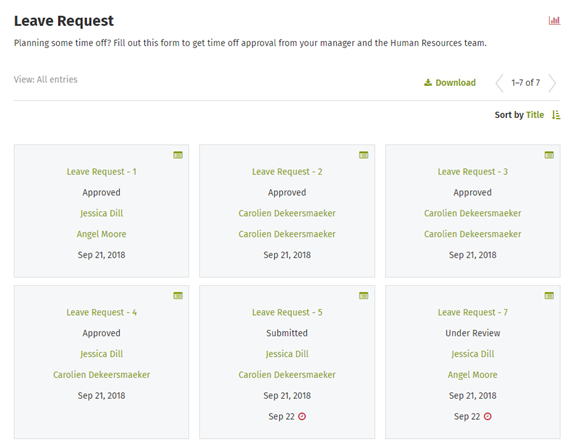 Leave Request
Planning some time off? Fill out this form to get time off approval from your manager and the Human Resources team.
View: All entries
Download
1–7 of 7
Sort by Title
Leave Request - 1
Approved
Jessica Dill
Angel Moore
Sep 21, 2018
Leave Request - 2
Approved
Carolien Dekeersmaeker
Carolien Dekeersmaeker
Sep 21, 2018
Leave Request - 3
Approved
Carolien Dekeersmaeker
Carolien Dekeersmaeker
Sep 21, 2018
Leave Request - 4
Approved
Jessica Dill
Carolien Dekeersmaeker
Sep 21, 2018
Leave Request - 5
Submitted
Jessica Dill
Carolien Dekeersmaeker
Sep 21, 2018
Sep 22
Leave Request - 7
Under Review
Jessica Dill
Angel Moore
Sep 21, 2018
Sep 22